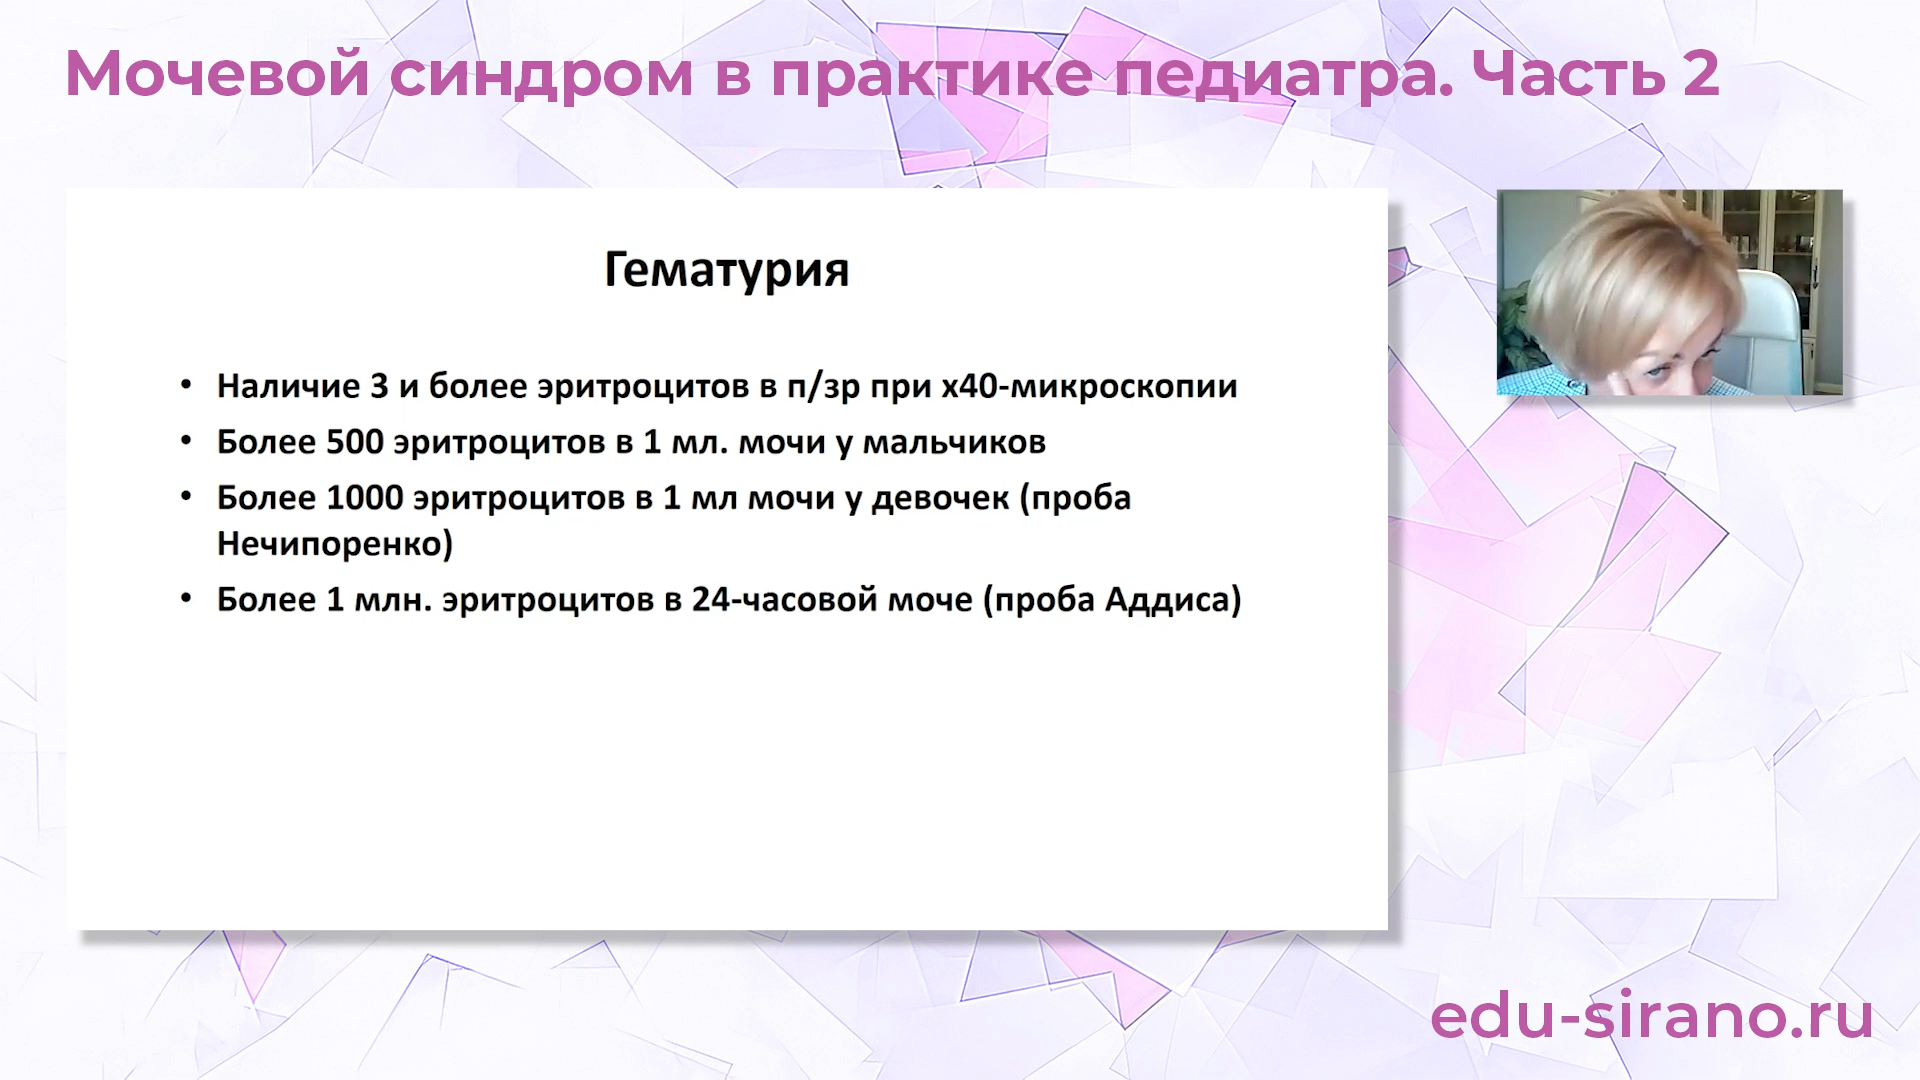 Мочевой синдром в практике педиатра. Часть 2
Гематурия
• Наличие 3 и более эритроцитов в п/зр при х40-микроскопии
• Более 500 эритроцитов в 1 мл. мочи у мальчиков
• Более 1000 эритроцитов в 1 мл мочи у девочек (проба
Нечипоренко)
• Более 1 млн. эритроцитов в 24-часовой моче (проба Аддиса)
edu-sirano.ru